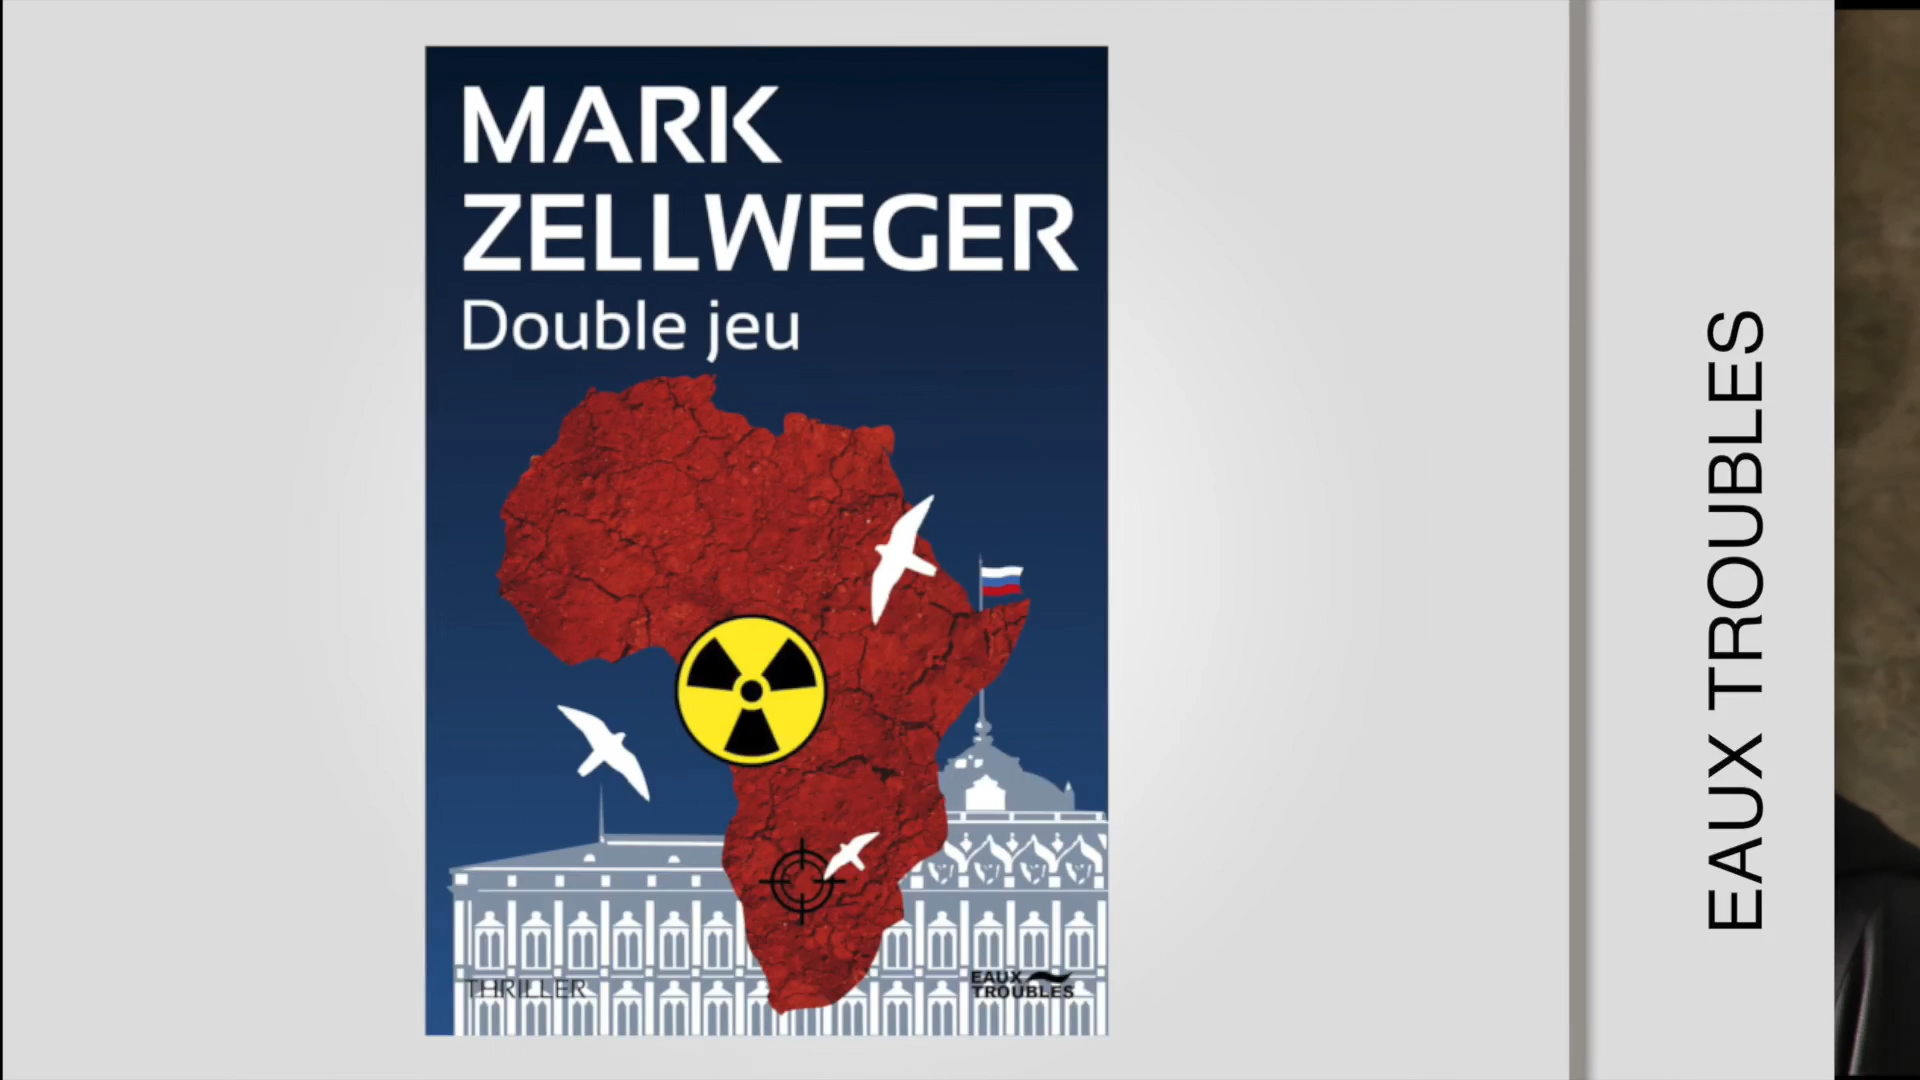 MARK
ZELLWEGER
Double jeu
THRILLER
EAUX
TROUBLES
EAUX TROUBLES